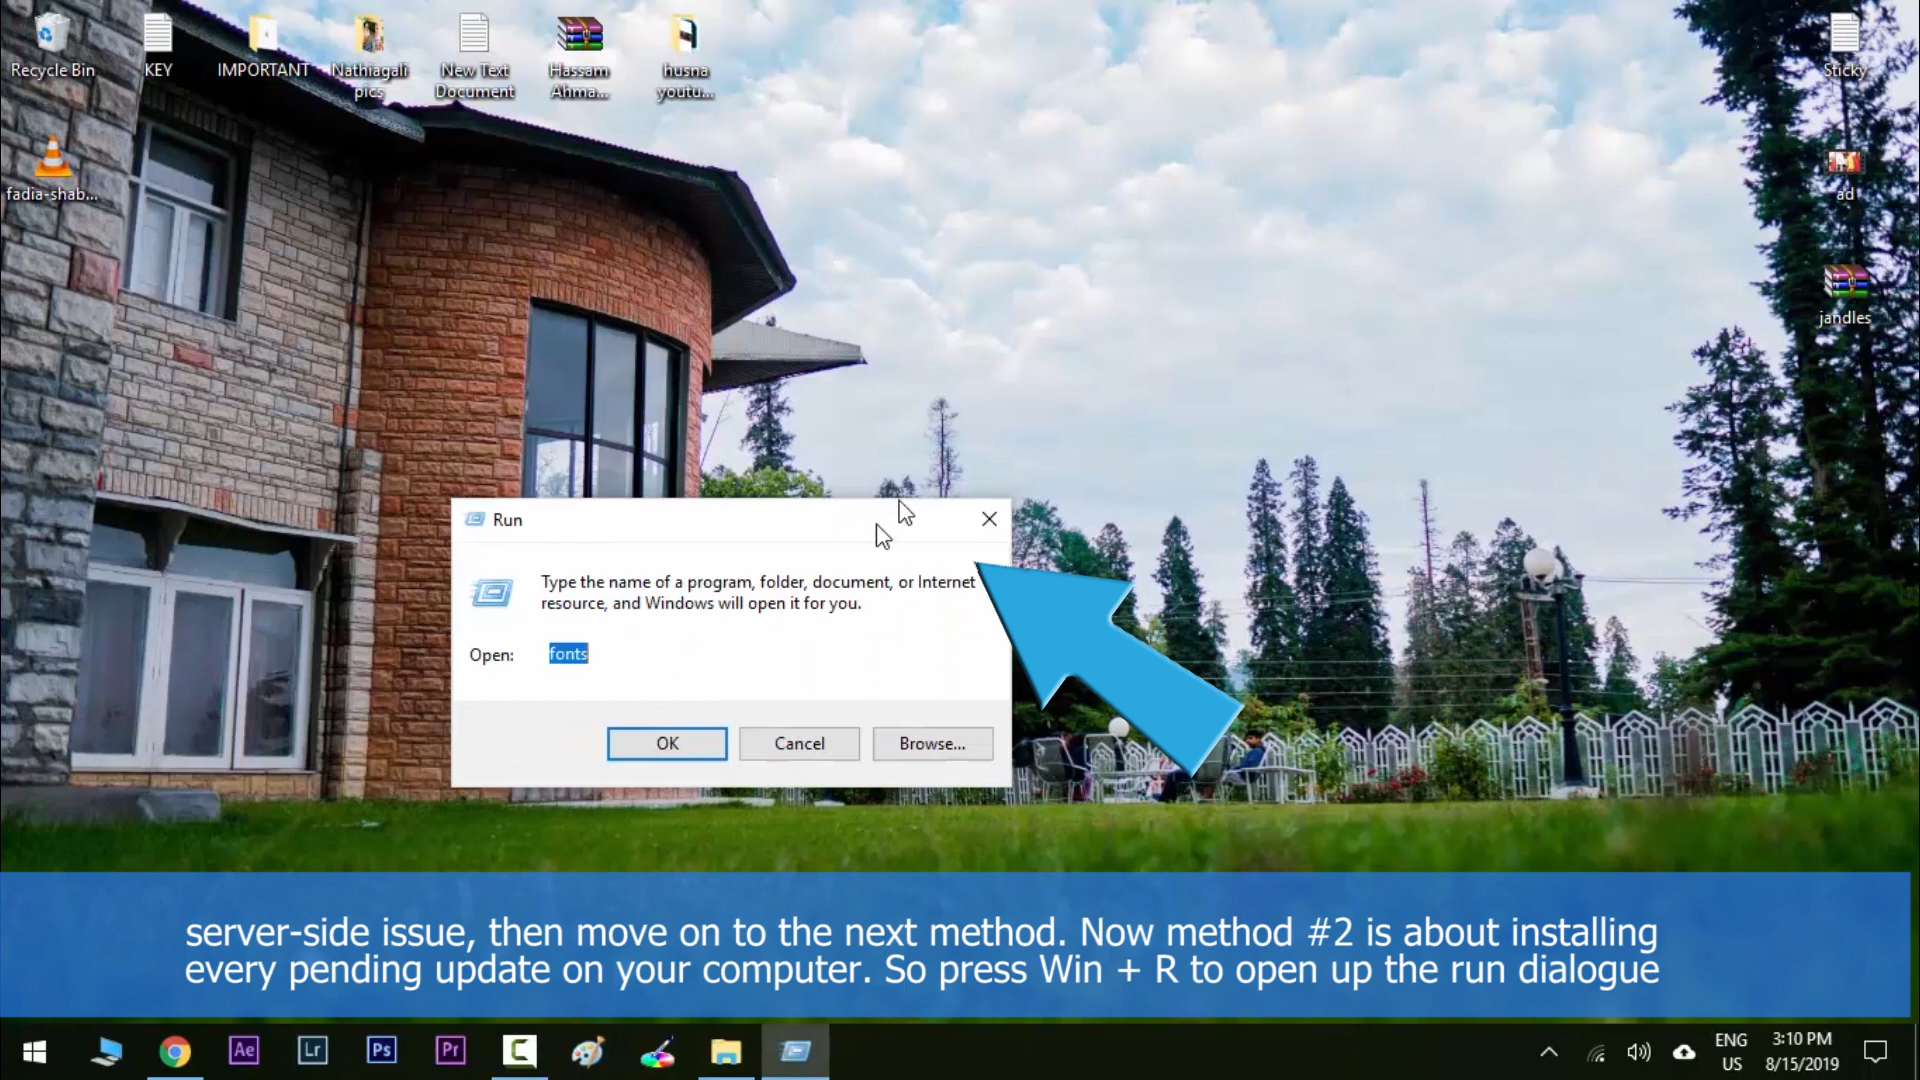 Recycle Bin
KEY
IMPORTANT
Nathiagali
pics
New Text
Document
Hassam
Ahma...
husna
youtu...
Sticky
fadia-shab...
ad
jandles
Run
Type the name of a program, folder, document, or Internet
resource, and Windows will open it for you.
Open: fonts
OK Cancel Browse...
server-side issue, then move on to the next method. Now method #2 is about installing
every pending update on your computer. So press Win + R to open up the run dialogue
Ae Lr Ps Pr C
ENG
US
3:10 PM
8/15/2019